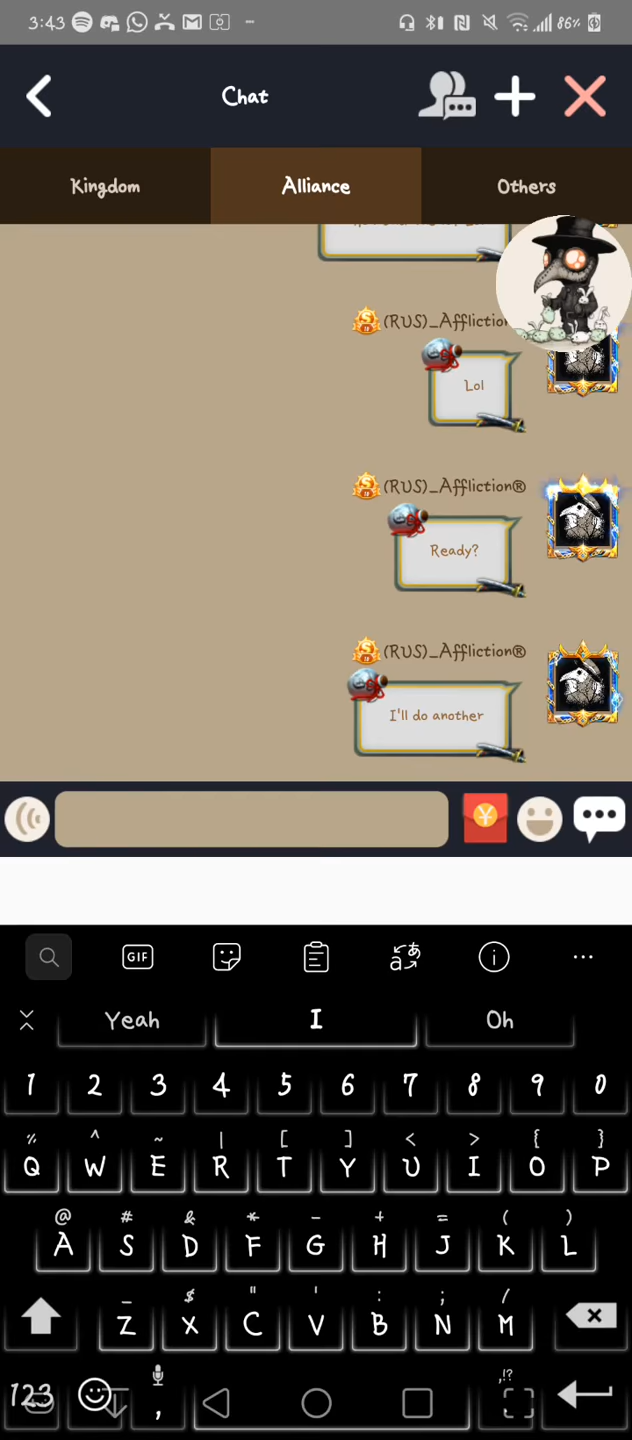 3:43 86%
Chat
Kingdom Alliance Others
(RUS)_Affliction
Lol
(RUS)_Affliction®
Ready?
(RUS)_Affliction®
I'll do another
GIF
Yeah I Oh
1 2 3 4 5 6 7 8 9 0
% ^ ~ | [ ] < > { }
Q W E R T Y U I O P
@ # & * - + = ( )
A S D F G H J K L
_ $ " ' : ; /
Z X C V B N M
,!?
123 ,